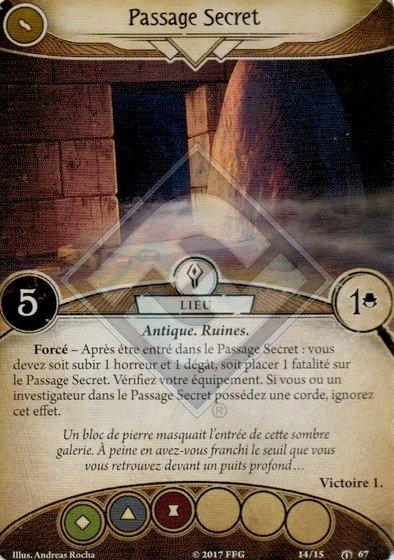 Passage Secret
5
LIEU
1
Antique. Ruines.
Forcé – Après être entré dans le Passage Secret : vous
devez soit subir 1 horreur et 1 dégât, soit placer 1 fatalité sur
le Passage Secret. Vérifiez votre équipement. Si vous ou un
investigateur dans le Passage Secret possédez une corde, ignorez
cet effet.
Un bloc de pierre masquait l'entrée de cette sombre
galerie. À peine en avez-vous franchi le seuil que vous
vous retrouvez devant un puits profond…
Victoire 1.
Illus. Andreas Rocha
© 2017 FFG
14/15
67
®